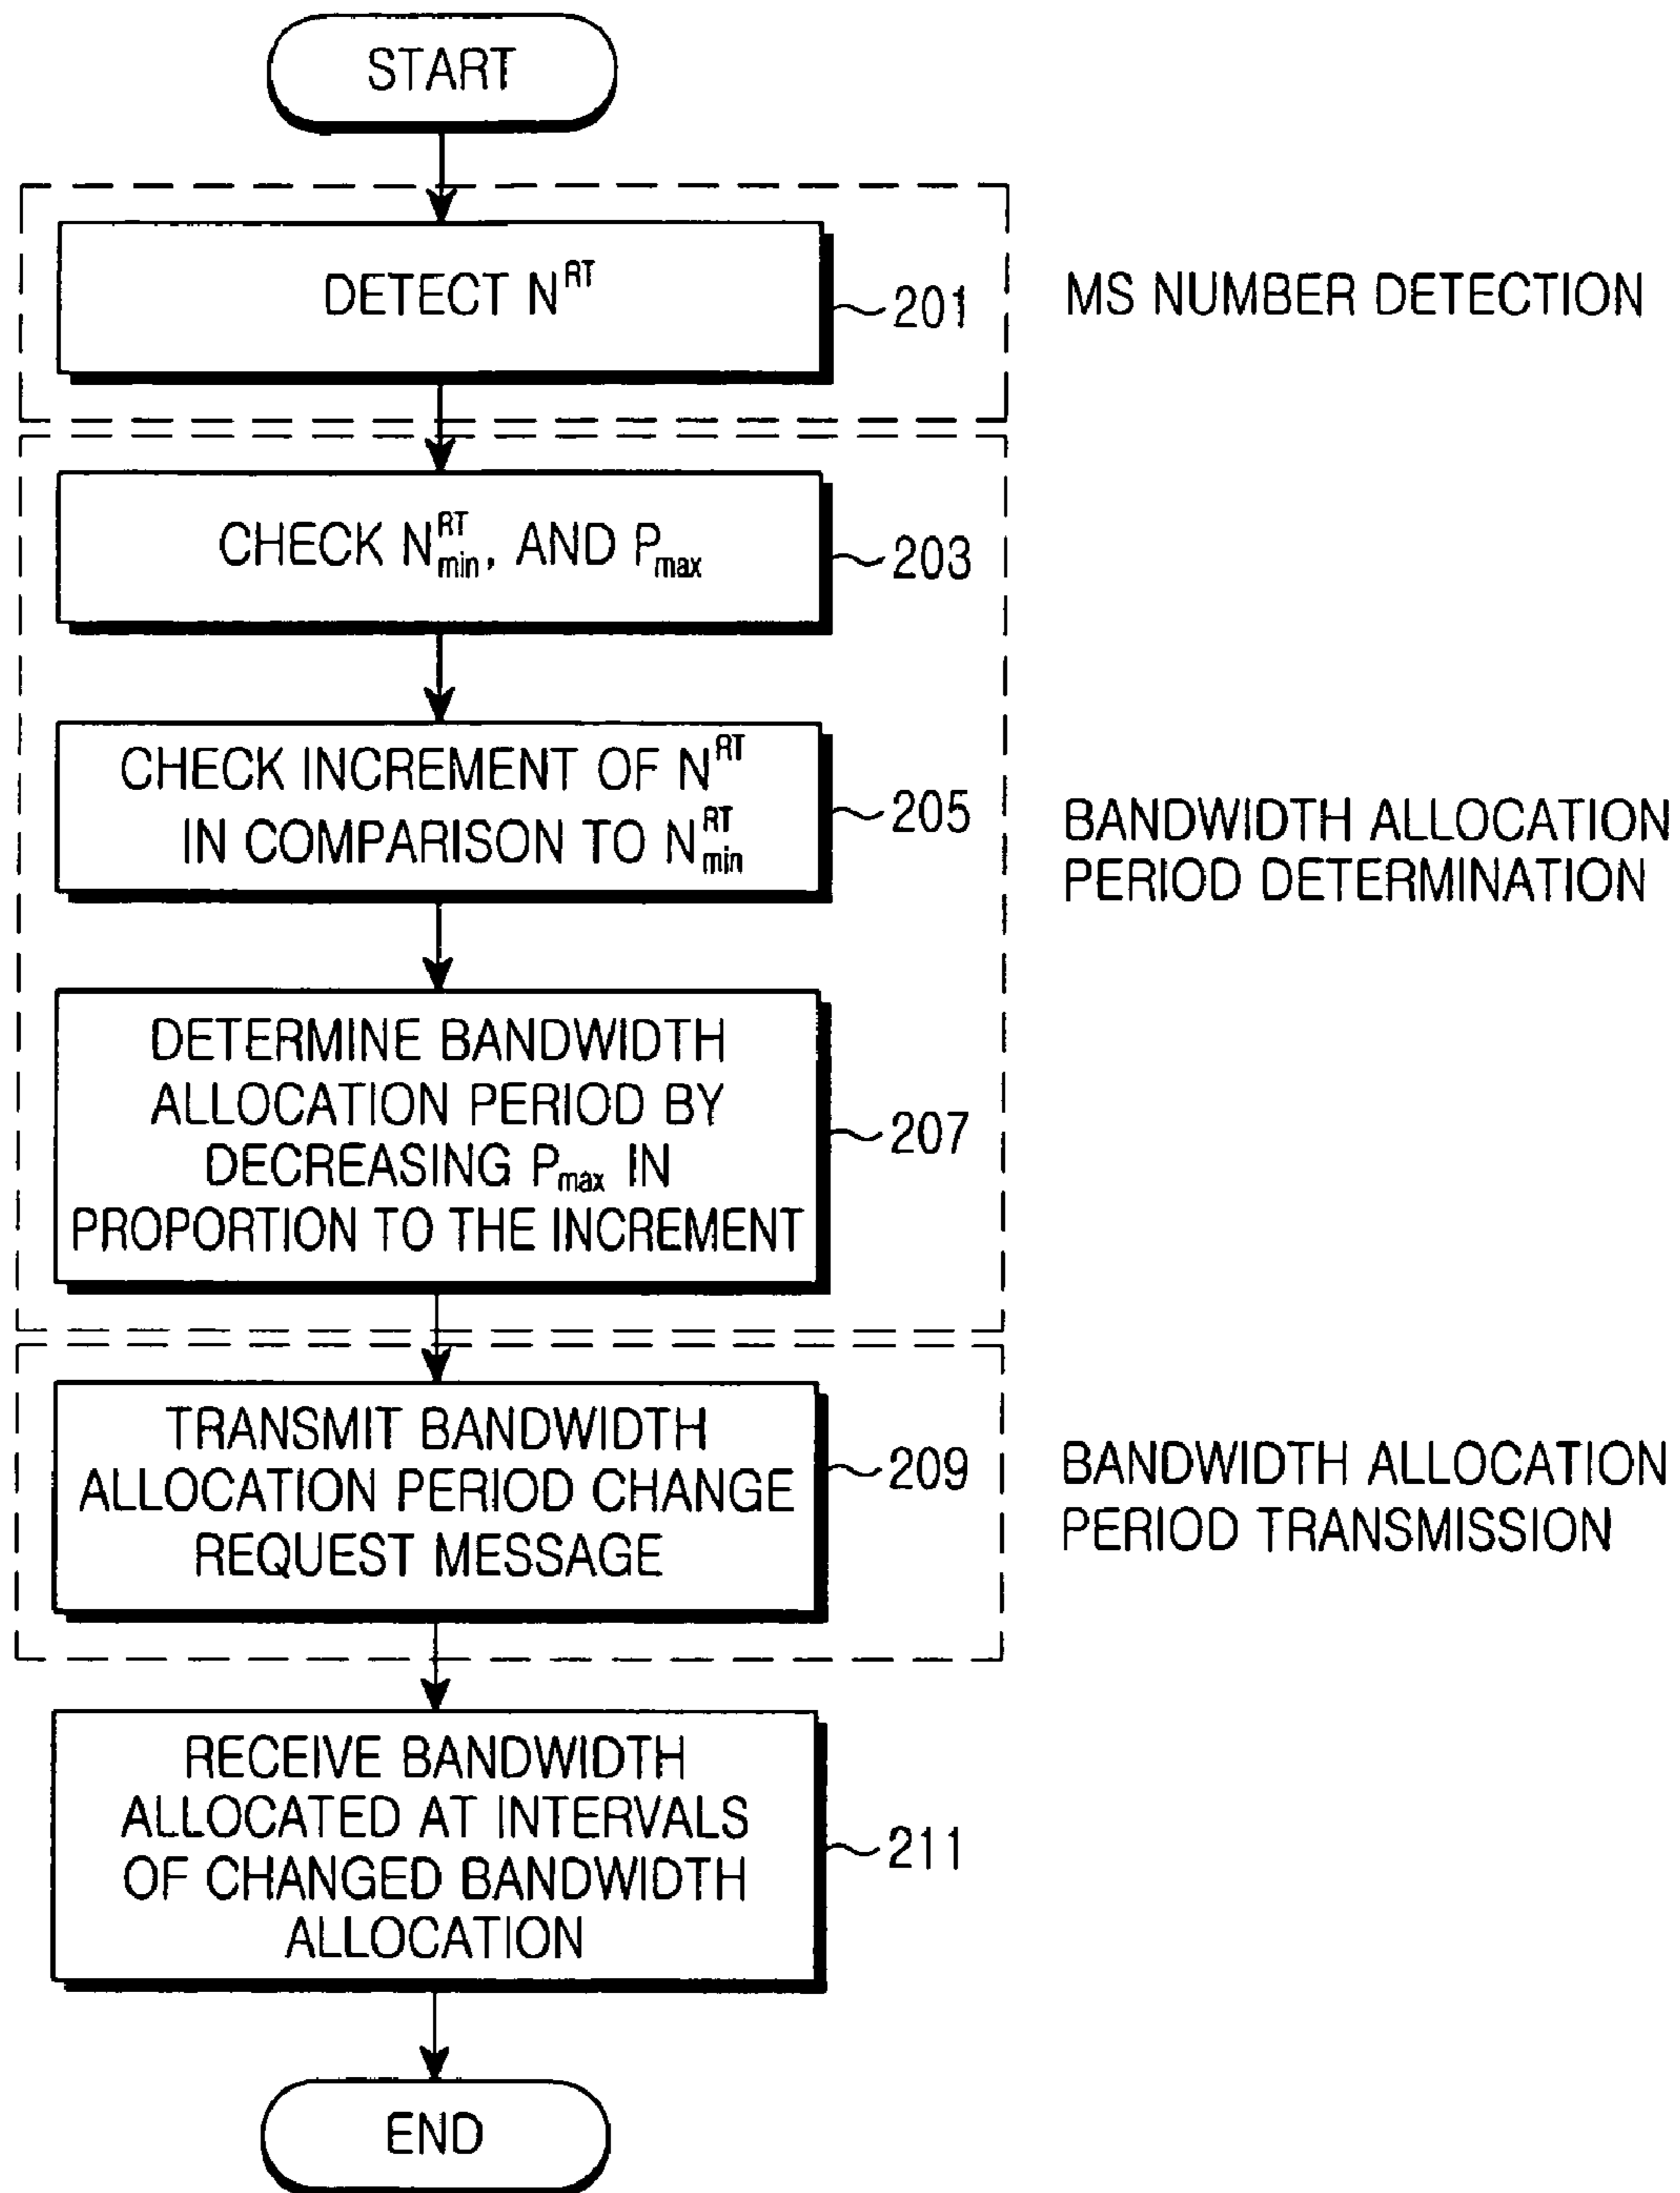 START
DETECT N^RT
201
MS NUMBER DETECTION
CHECK N^RT_min, AND P_max
203
CHECK INCREMENT OF N^RT
IN COMPARISON TO N^RT_min
205
BANDWIDTH ALLOCATION
PERIOD DETERMINATION
DETERMINE BANDWIDTH
ALLOCATION PERIOD BY
DECREASING P_max IN
PROPORTION TO THE INCREMENT
207
TRANSMIT BANDWIDTH
ALLOCATION PERIOD CHANGE
REQUEST MESSAGE
209
BANDWIDTH ALLOCATION
PERIOD TRANSMISSION
RECEIVE BANDWIDTH
ALLOCATED AT INTERVALS
OF CHANGED BANDWIDTH
ALLOCATION
211
END